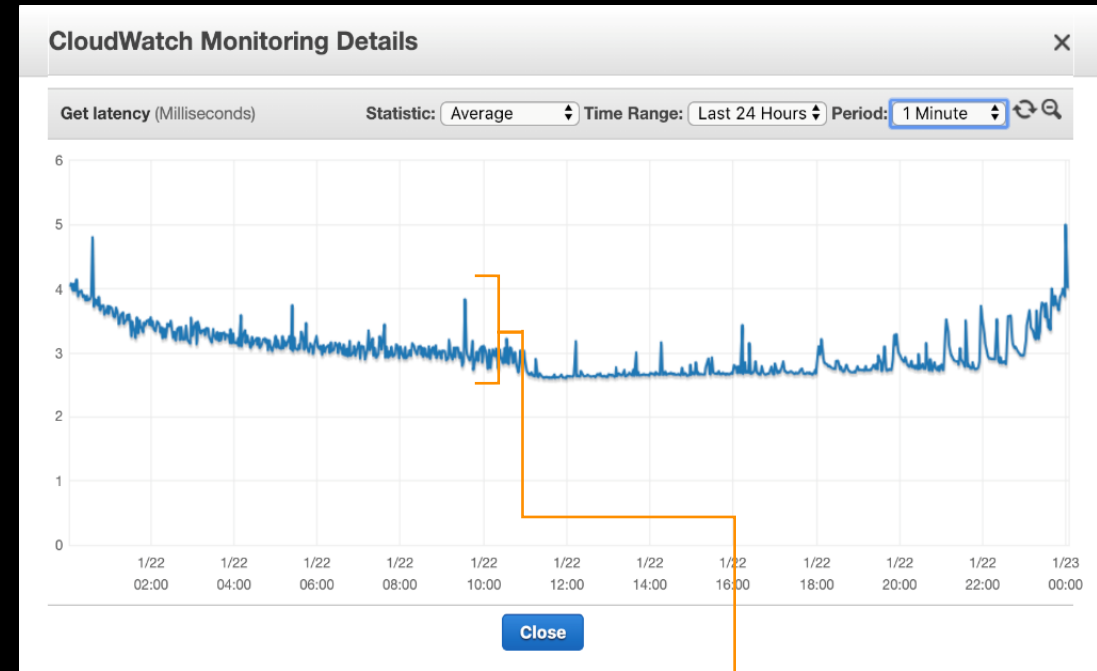 CloudWatch Monitoring Details ×
Get latency (Milliseconds) Statistic: Average Time Range: Last 24 Hours Period: 1 Minute
6
5
4
3
2
1
0
1/22 1/22 1/22 1/22 1/22 1/22 1/22 1/22 1/22 1/22 1/22 1/23
02:00 04:00 06:00 08:00 10:00 12:00 14:00 16:00 18:00 20:00 22:00 00:00
Close